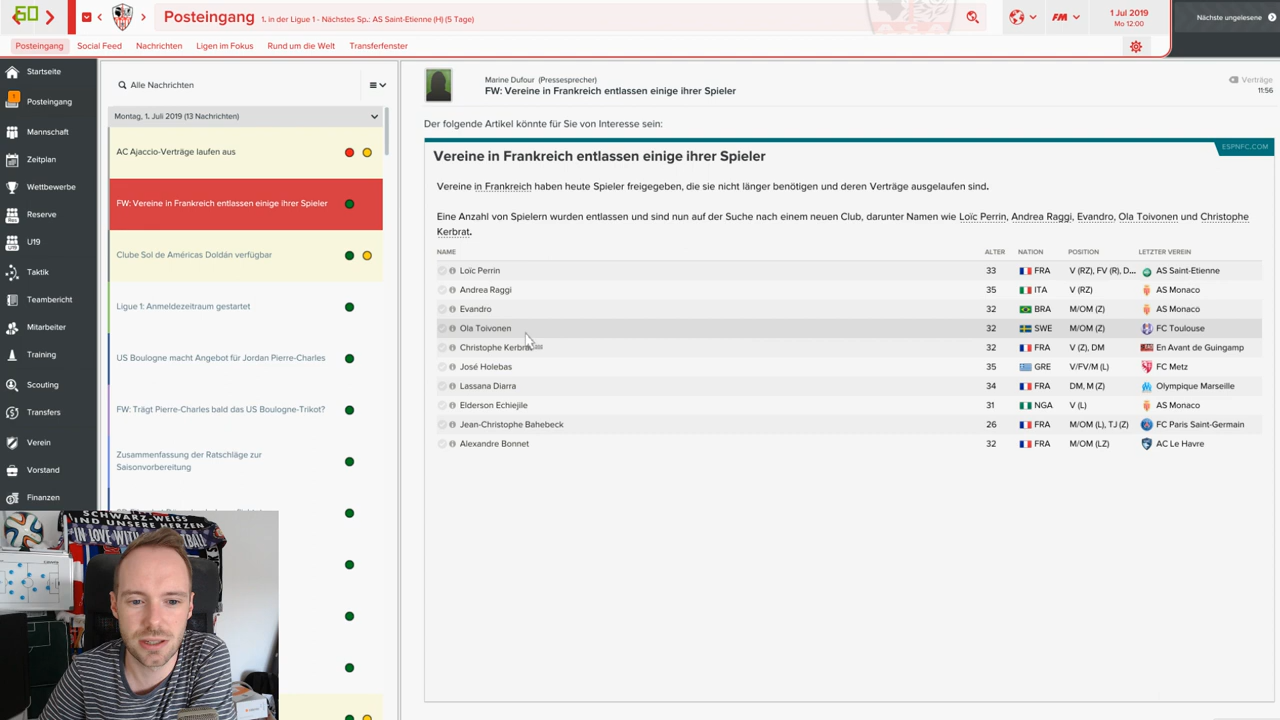 60
Posteingang
1. in der Ligue 1 - Nächstes Sp.: AS Saint-Etienne (H) (5 Tage)
FM
1 Jul 2019
Mo 12:00
Nächste ungelesene
Posteingang Social Feed Nachrichten Ligen im Fokus Rund um die Welt Transferfenster
Startseite
Posteingang
Mannschaft
Zeitplan
Wettbewerbe
Reserve
U19
Taktik
Teambericht
Mitarbeiter
Training
Scouting
Transfers
Verein
Vorstand
Finanzen
Alle Nachrichten
Montag, 1. Juli 2019 (13 Nachrichten)
AC Ajaccio-Verträge laufen aus
FW: Vereine in Frankreich entlassen einige ihrer Spieler
Clube Sol de Américas Doldán verfügbar
Ligue 1: Anmeldezeitraum gestartet
US Boulogne macht Angebot für Jordan Pierre-Charles
FW: Trägt Pierre-Charles bald das US Boulogne-Trikot?
Zusammenfassung der Ratschläge zur
Saisonvorbereitung
Marine Dufour (Pressesprecher)
FW: Vereine in Frankreich entlassen einige ihrer Spieler
Verträge
11:56
Der folgende Artikel könnte für Sie von Interesse sein:
ESPNFC.COM
Vereine in Frankreich entlassen einige ihrer Spieler
Vereine in Frankreich haben heute Spieler freigegeben, die sie nicht länger benötigen und deren Verträge ausgelaufen sind.
Eine Anzahl von Spielern wurden entlassen und sind nun auf der Suche nach einem neuen Club, darunter Namen wie Loïc Perrin, Andrea Raggi, Evandro, Ola Toivonen und Christophe
Kerbrat.
NAME ALTER NATION POSITION LETZTER VEREIN
Loïc Perrin 33 FRA V (RZ), FV (R), D... AS Saint-Etienne
Andrea Raggi 35 ITA V (RZ) AS Monaco
Evandro 32 BRA M/OM (Z) AS Monaco
Ola Toivonen 32 SWE M/OM (Z) FC Toulouse
Christophe Kerbrat 32 FRA V (Z), DM En Avant de Guingamp
José Holebas 35 GRE V/FV/M (L) FC Metz
Lassana Diarra 34 FRA DM, M (Z) Olympique Marseille
Elderson Echiejile 31 NGA V (L) AS Monaco
Jean-Christophe Bahebeck 26 FRA M/OM (L), TJ (Z) FC Paris Saint-Germain
Alexandre Bonnet 32 FRA M/OM (LZ) AC Le Havre
SCHWARZ-WEISS
IND UNSERE HERZEN
IN LOVE WITH